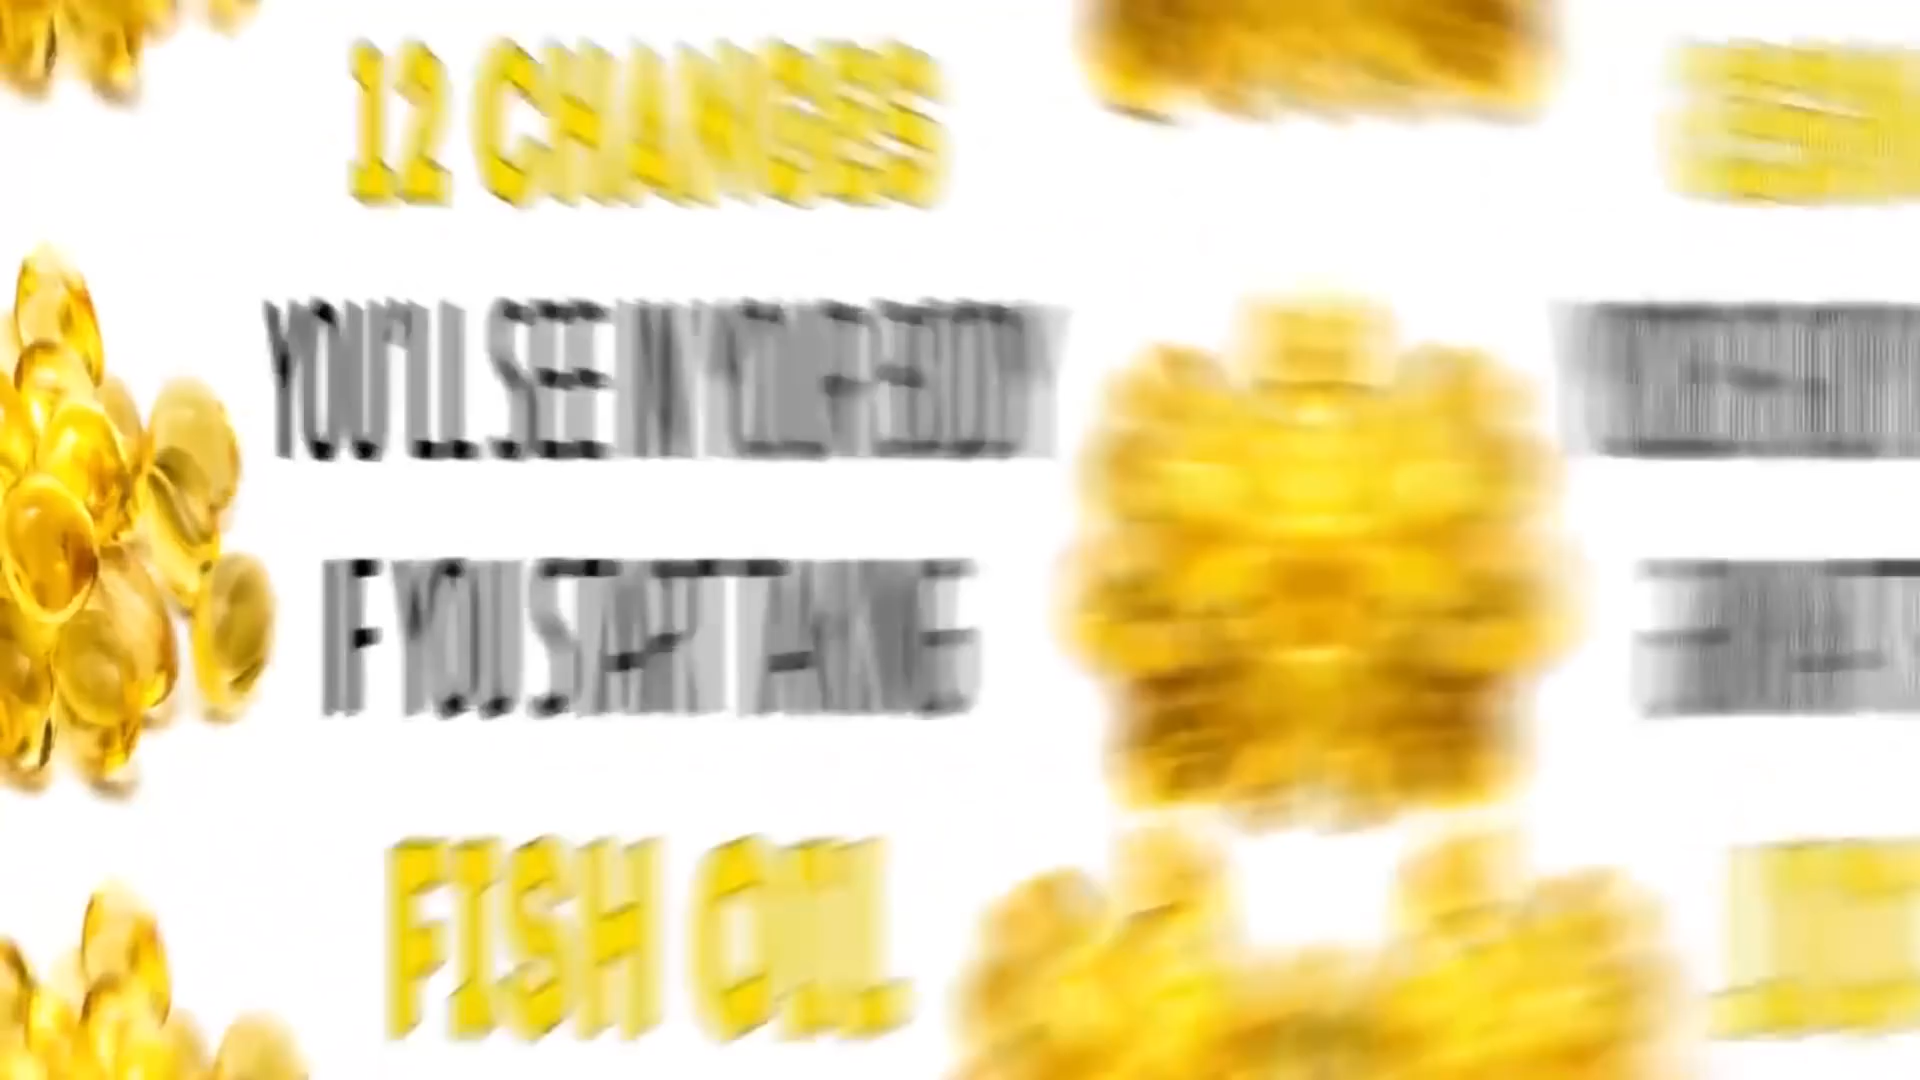 12 CHANGES
YOU'LL SEE IN YOUR BODY
IF YOU START TAKING
FISH OIL